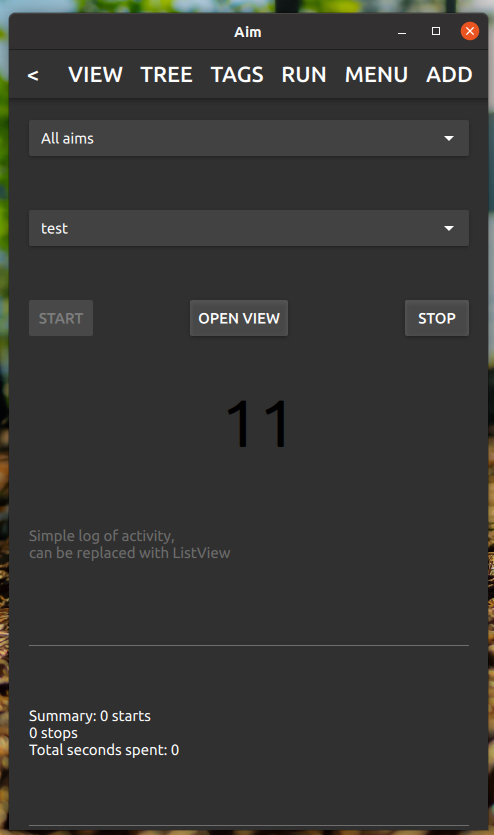 Aim
< VIEW TREE TAGS RUN MENU ADD
All aims
test
START OPEN VIEW STOP
11
Simple log of activity,
can be replaced with ListView
Summary: 0 starts
0 stops
Total seconds spent: 0